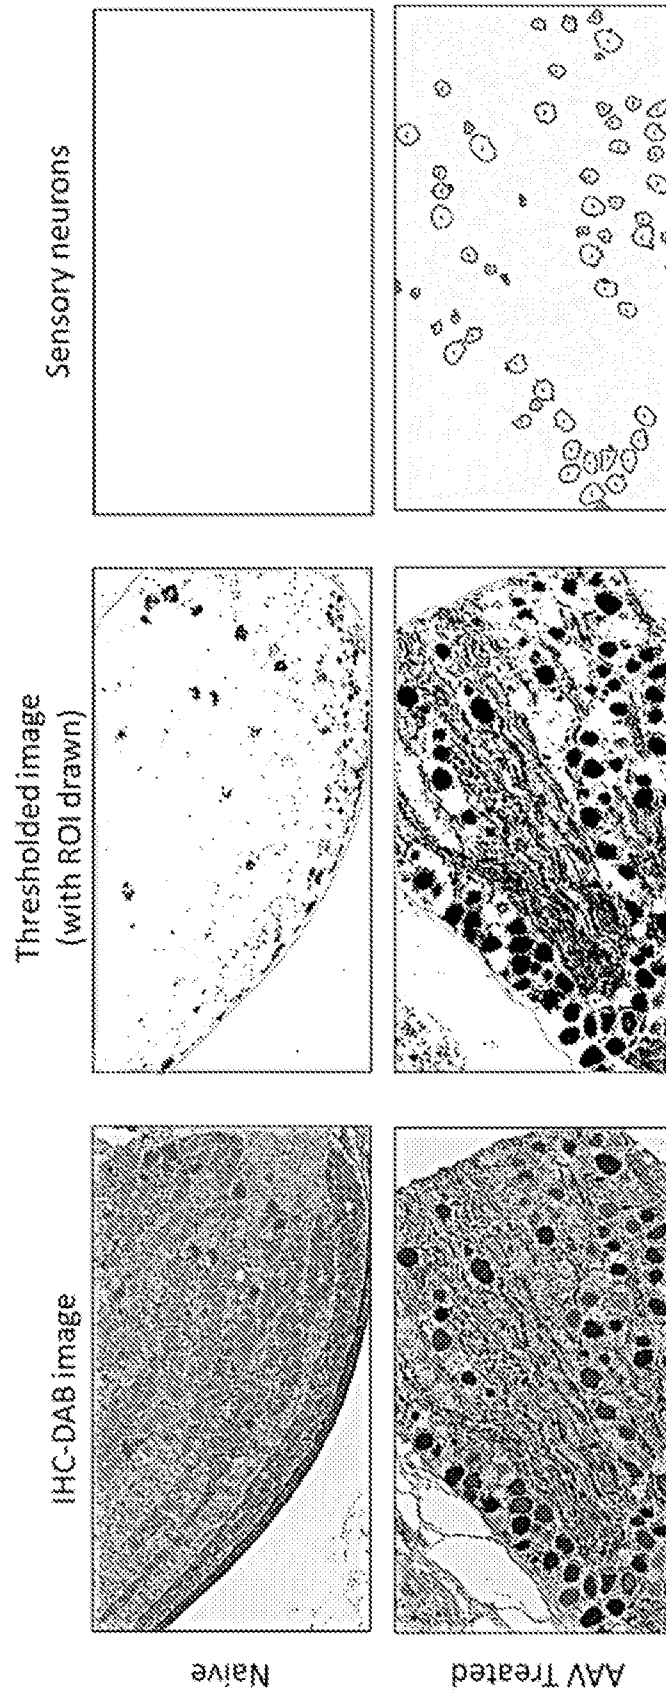 IHC-DAB image
Thresholded image
(with ROI drawn)
Sensory neurons
Naive
AAV Treated